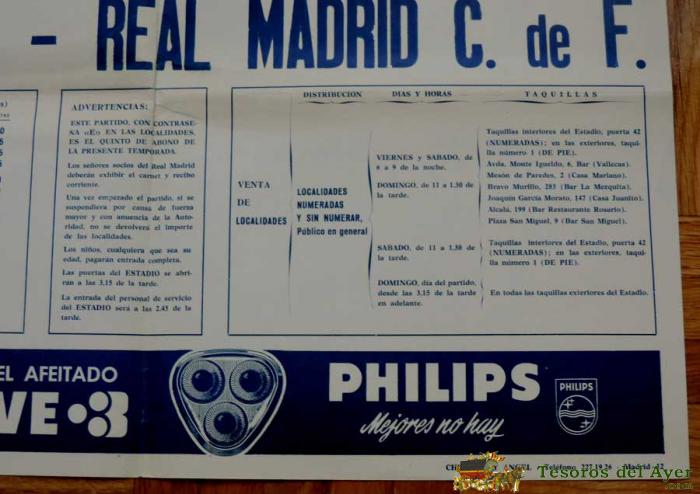 - REAL MADRID C. de F.
ADVERTENCIAS:
ESTE PARTIDO, CON CONTRASE-
ÑA «E» EN LAS LOCALIDADES,
ES EL QUINTO DE ABONO DE
LA PRESENTE TEMPORADA.
Los señores socios del Real Madrid
deberán exhibir el carnet y recibo
corriente.
Una vez empezado el partido, si se
suspendiera por causa de fuerza
mayor y con anuencia de la Auto-
ridad, no se devolverá el importe
de las localidades.
Los niños, cualquiera que sea su
edad, pagarán entrada completa.
Las puertas del ESTADIO se abri-
rán a las 3,15 de la tarde.
La entrada del personal de servicio
del ESTADIO será a las 2,45 de la
tarde.
DISTRIBUCION
DIAS Y HORAS
TAQUILLAS
VENTA
DE
LOCALIDADES
LOCALIDADES
NUMERADAS
Y SIN NUMERAR,
Público en general
VIERNES Y SABADO, de
6 a 9 de la noche.
DOMINGO, de 11 a 1,30 de
la tarde.
SABADO, de 11 a 1,30 de
la tarde.
DOMINGO, día del partido,
desde las 3,15 de la tarde
en adelante.
Taquillas interiores del Estadio, puerta 42
(NUMERADAS); en las exteriores, taqui-
lla número 1 (DE PIE).
Avda. Monte Igueldo, 6, Bar (Vallecas).
Mesón de Paredes, 2 (Casa Mariano).
Bravo Murillo, 283 (Bar La Mezquita).
Joaquín García Morato, 147 (Casa Juanito).
Alcalá, 199 (Bar Restaurante Rosario).
Plaza San Miguel, 9 (Bar San Miguel).
Taquillas interiores del Estadio, puerta 42
(NUMERADAS); en las exteriores, taqui-
lla número 1 (DE PIE).
En todas las taquillas exteriores del Estadio.
EL AFEITADO
VE·3
PHILIPS
Mejores no hay
PHILIPS
ANGEL - Teléfono 227 19 26 - Madrid-12
Tesoros del Ayer
.com